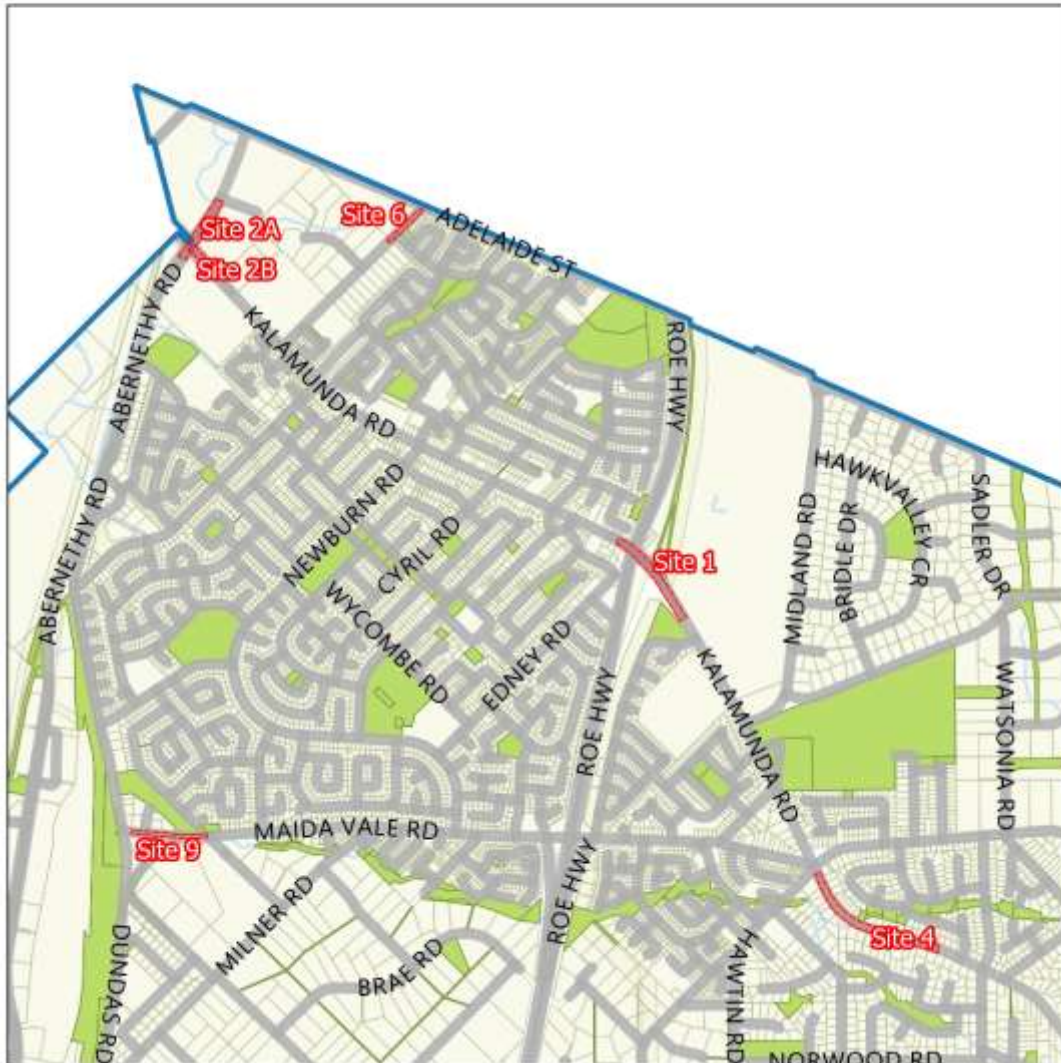 Site 6
ADELAIDE ST
Site 2A
Site 2B
ABERNETHY RD
KALAMUNDA RD
ROE HWY
HAWKVALLEY CR
SADLER DR
MIDLAND RD
BRIDLE DR
NEWBURN RD
CYRIL RD
ABERNETHY RD
Site 1
WYCOMBE RD
EDNEY RD
KALAMUNDA RD
WATSONIA RD
ROE HWY
MAIDA VALE RD
Site 9
ROE HWY
MILNER RD
Site 4
DUNDAS RD
BRAE RD
HAWTIN RD
NORWOOD RD